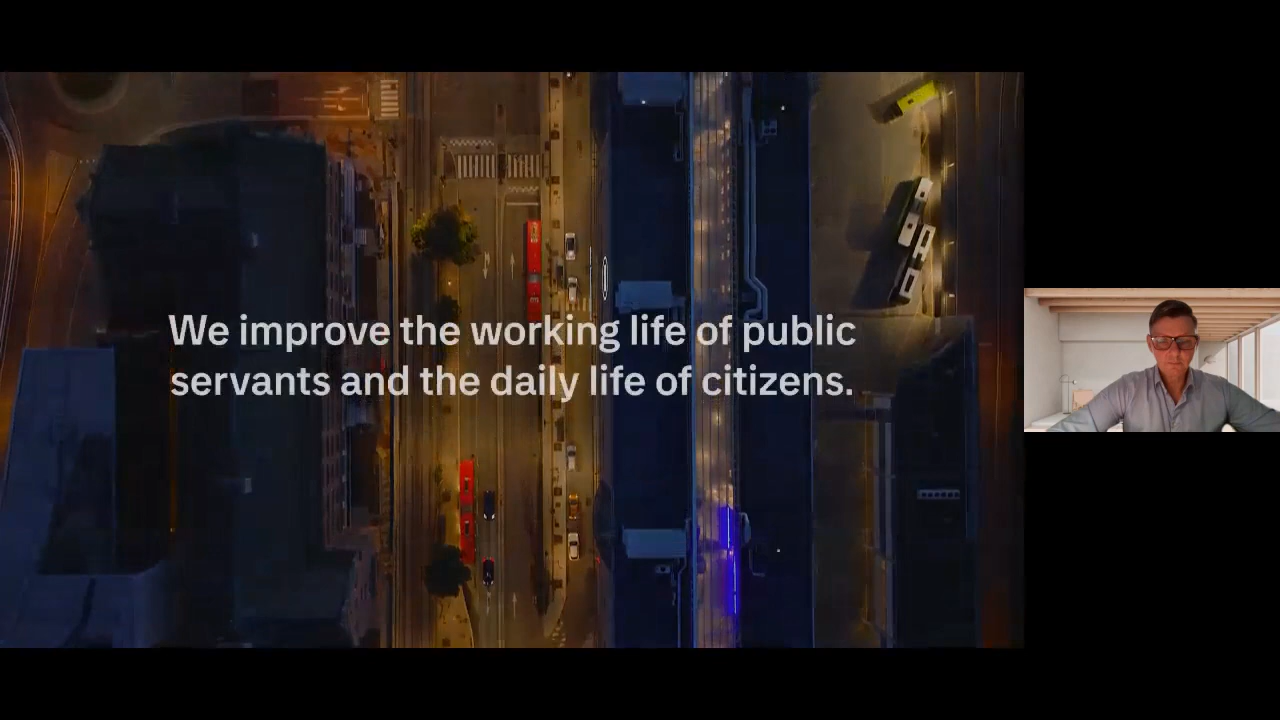 We improve the working life of public
servants and the daily life of citizens.